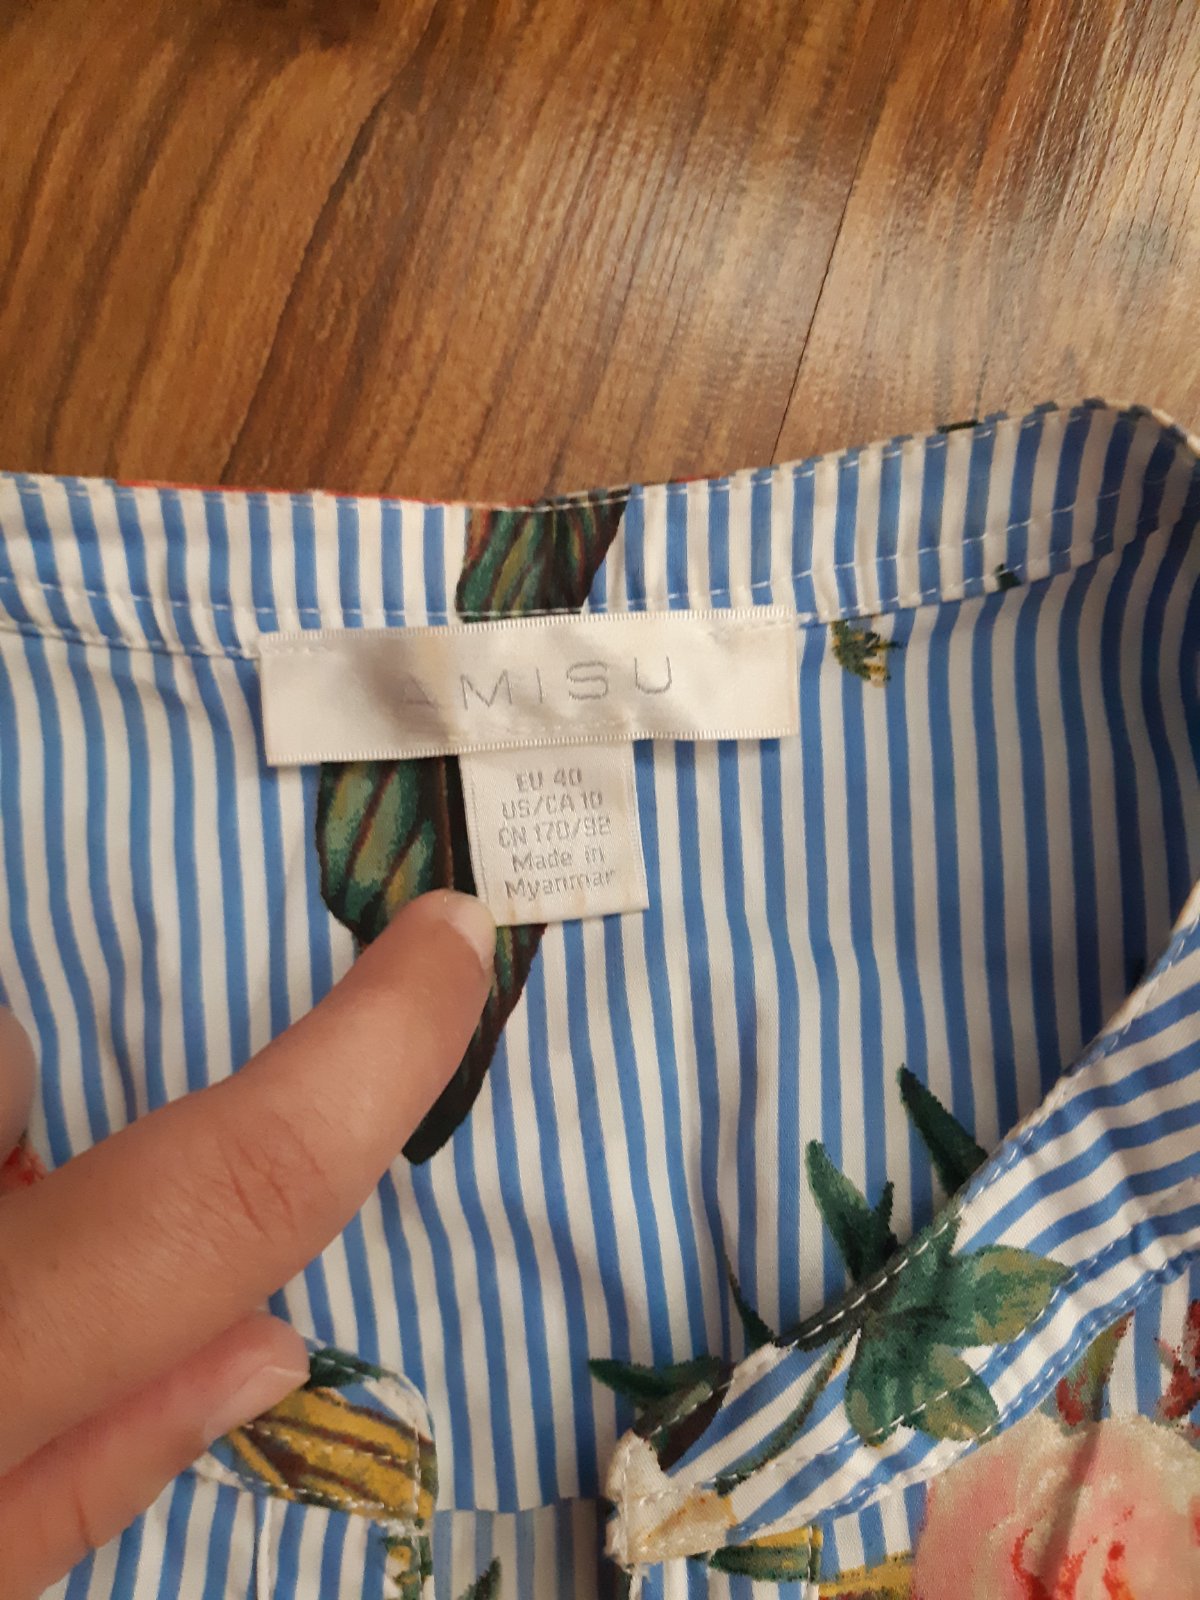 AMISU
EU 40
US/CA 10
CN 170/92
Made in
Myanmar